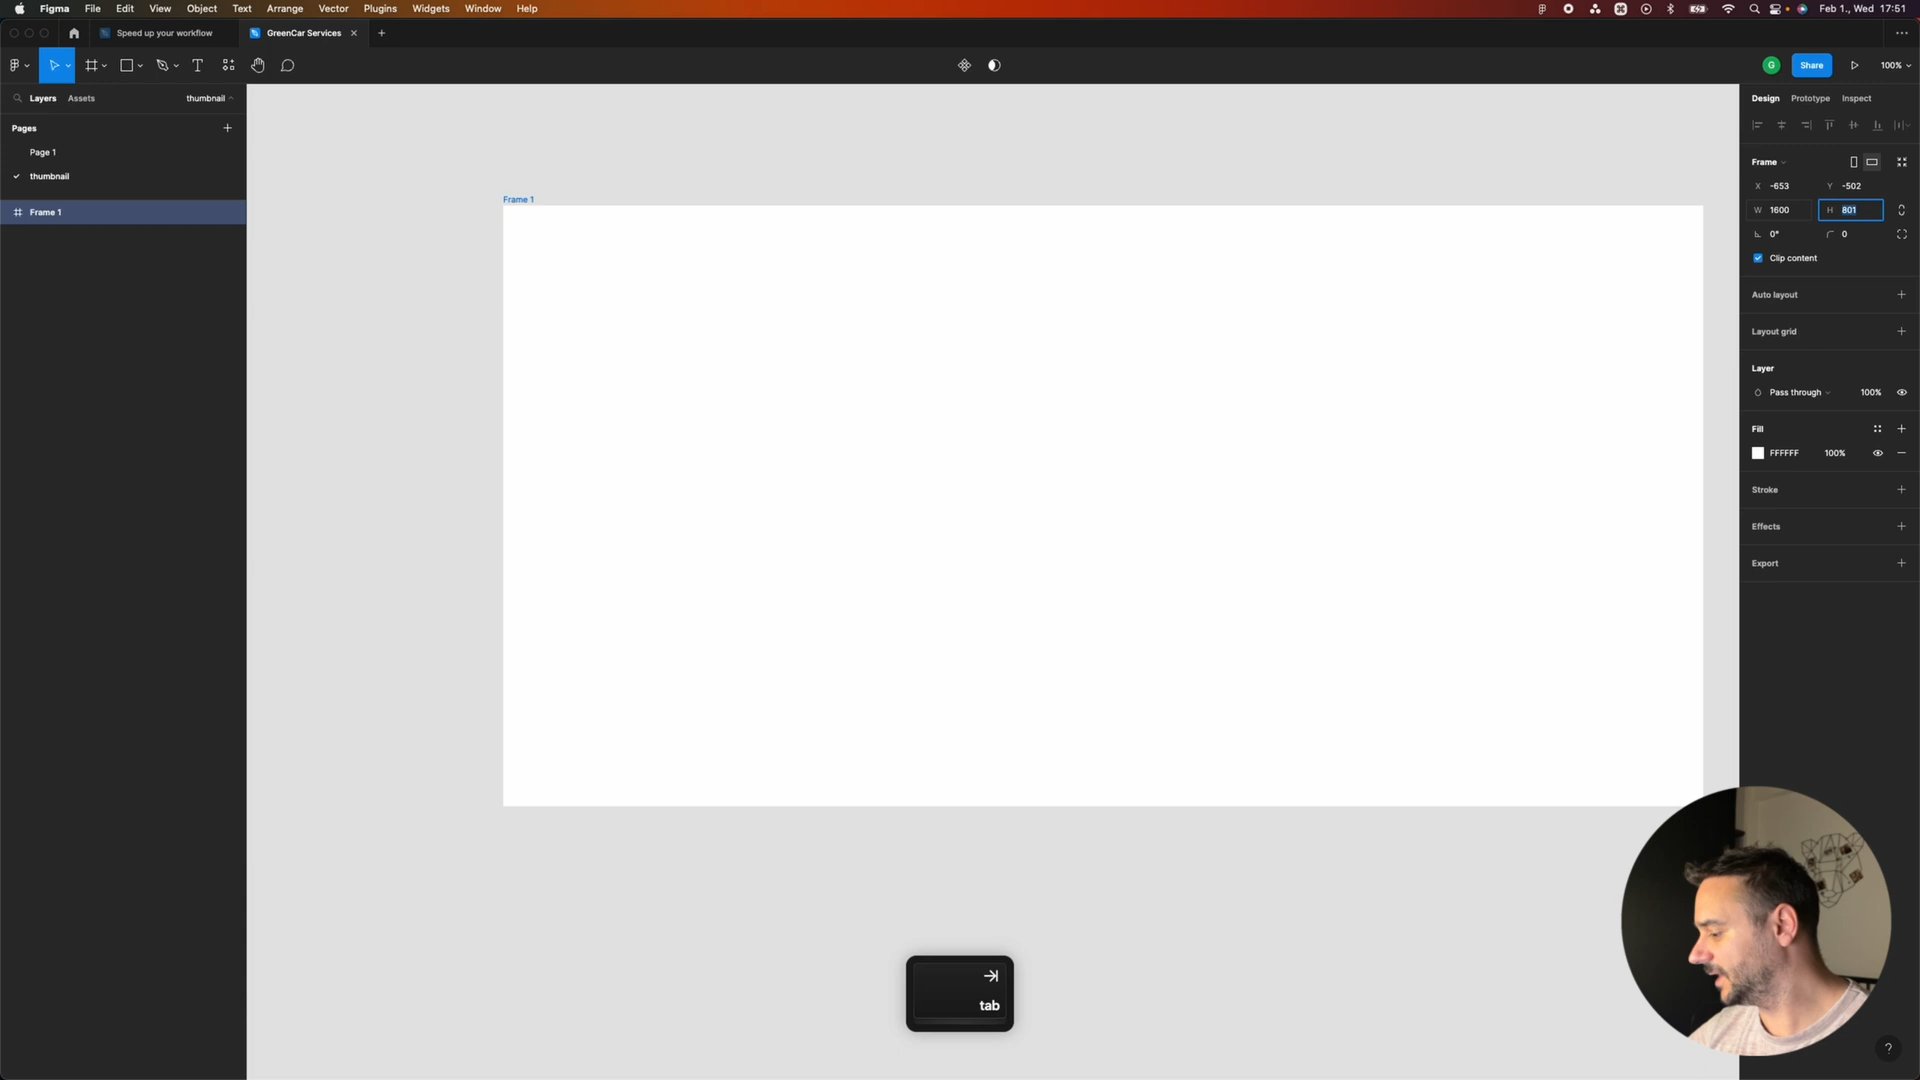 Figma File Edit View Object Text Arrange Vector Plugins Widgets Window Help
Feb 1., Wed 17:51
Speed up your workflow
GreenCar Services
G
Share
100%
Layers Assets
thumbnail
Pages
Page 1
thumbnail
Frame 1
Frame 1
tab
Design Prototype Inspect
Frame
X -653 Y -502
W 1600 H 801
0° 0
Clip content
Auto layout
Layout grid
Layer
Pass through 100%
Fill
FFFFFF 100%
Stroke
Effects
Export
?